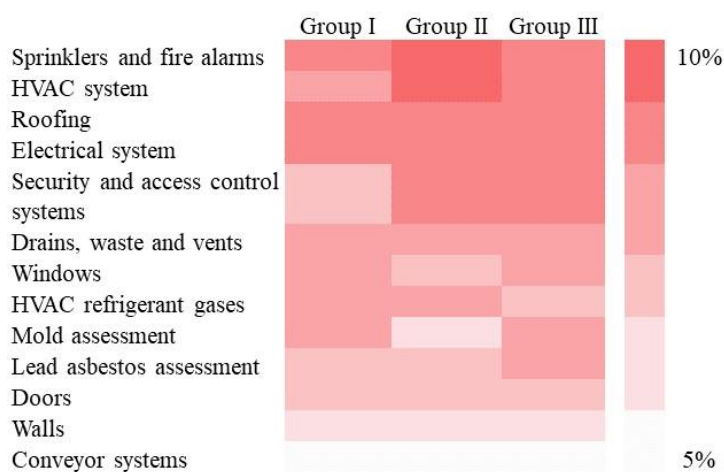 Group I Group II Group III
Sprinklers and fire alarms
10%
HVAC system
Roofing
Electrical system
Security and access control
systems
Drains, waste and vents
Windows
HVAC refrigerant gases
Mold assessment
Lead asbestos assessment
Doors
Walls
Conveyor systems
5%